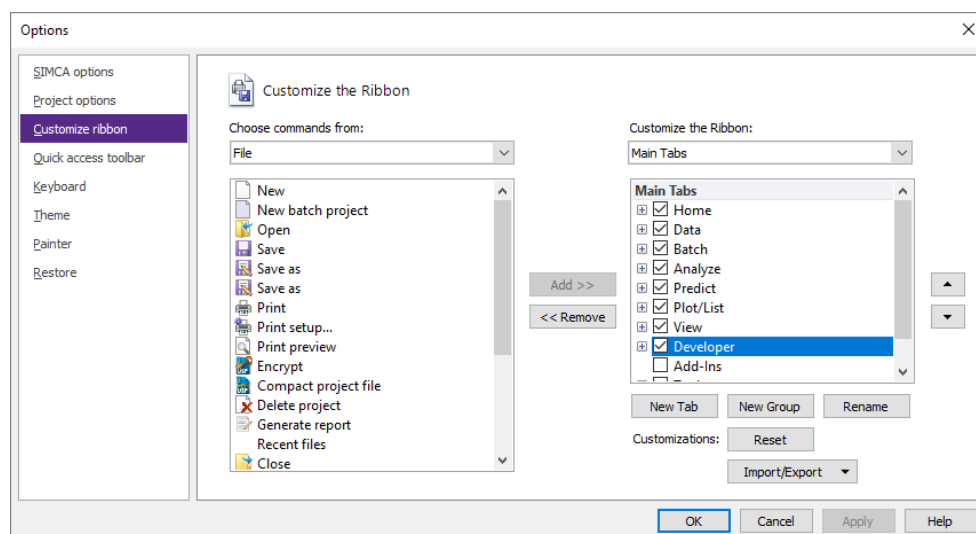 Options
SIMCA options
Project options
Customize ribbon
Quick access toolbar
Keyboard
Theme
Painter
Restore
Customize the Ribbon
Choose commands from:
File
New
New batch project
Open
Save
Save as
Save as
Print
Print setup...
Print preview
Encrypt
Compact project file
Delete project
Generate report
Recent files
Close
Add >>
<< Remove
Customize the Ribbon:
Main Tabs
Main Tabs
Home
Data
Batch
Analyze
Predict
Plot/List
View
Developer
Add-Ins
New Tab
New Group
Rename
Customizations:
Reset
Import/Export
OK
Cancel
Apply
Help